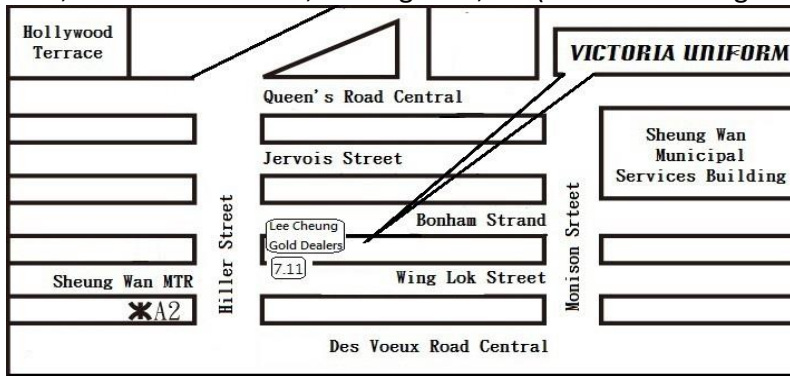 Hollywood
Terrace
VICTORIA UNIFORM
Queen's Road Central
Sheung Wan
Municipal
Services Building
Jervois Street
Hiller Street
Monison Srteet
Lee Cheung
Gold Dealers
Bonham Strand
7.11
Sheung Wan MTR
Wing Lok Street
A2
Des Voeux Road Central